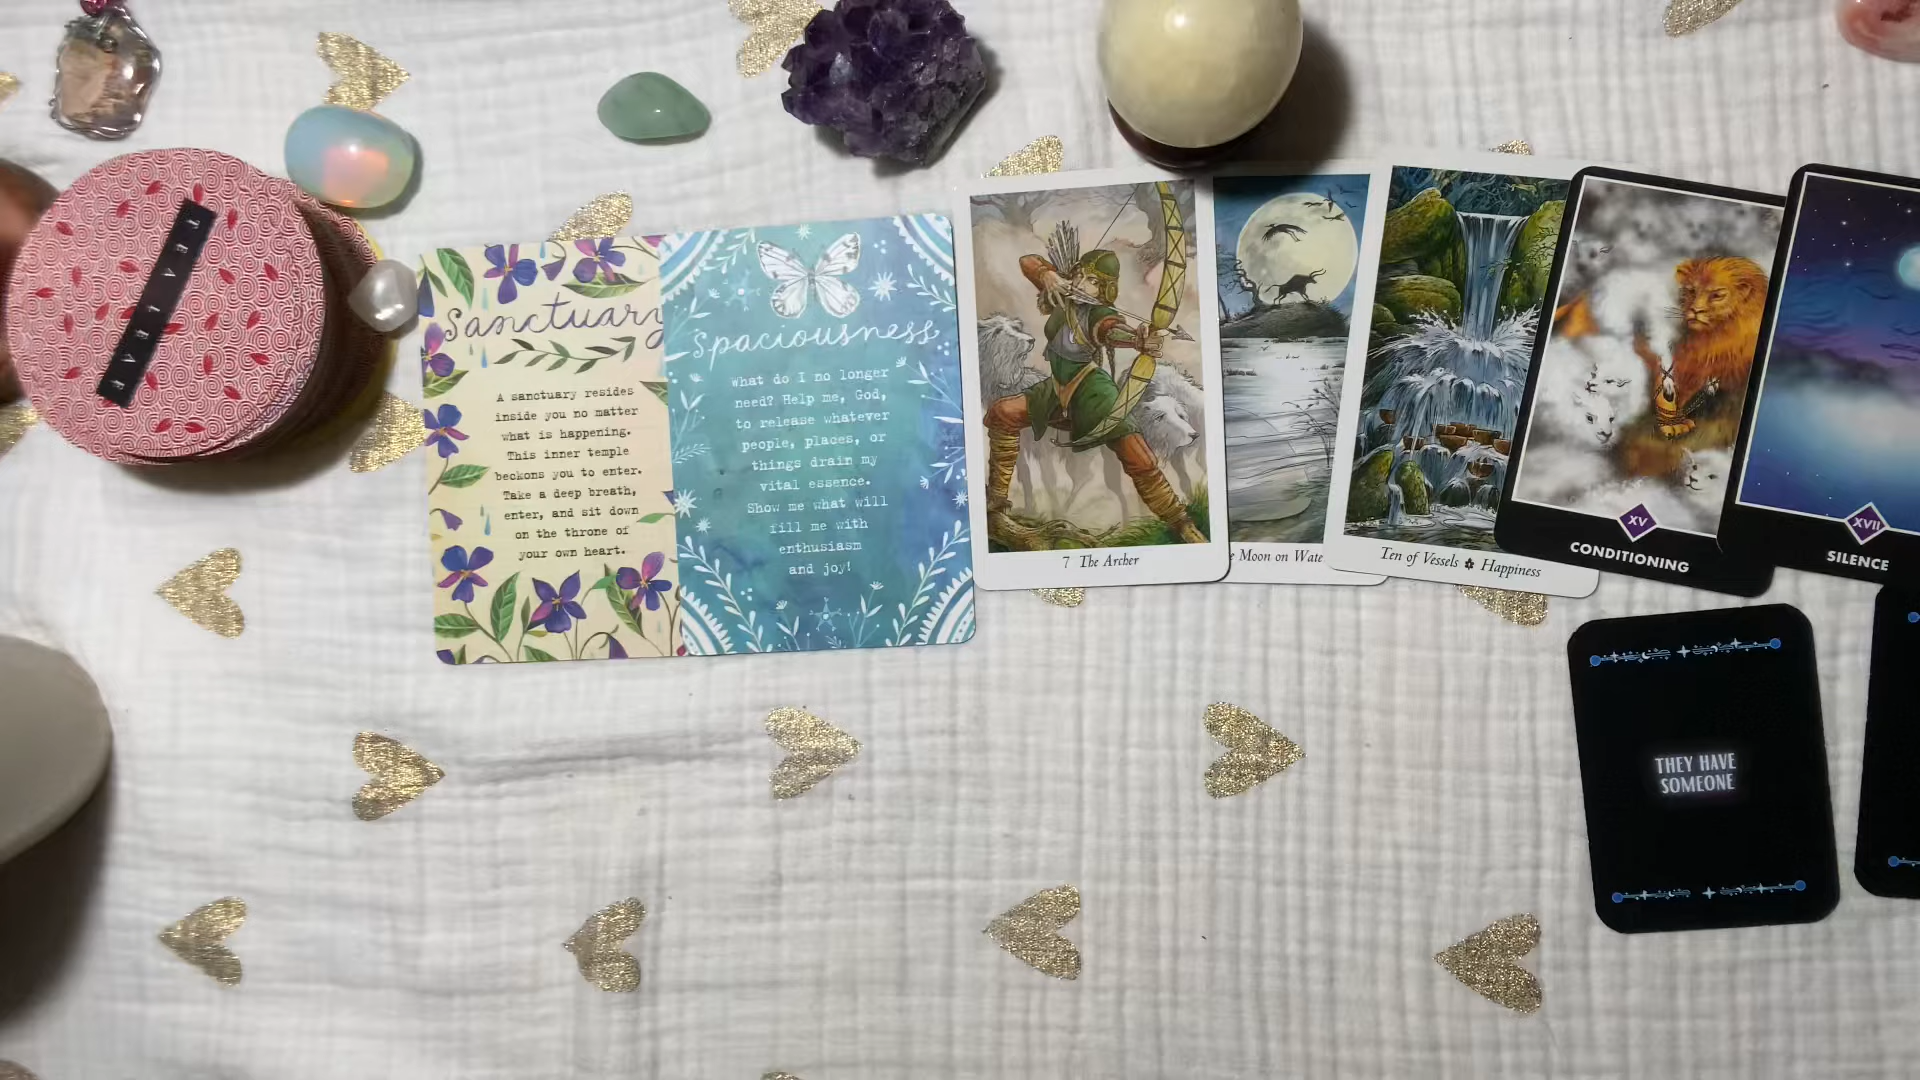 TEA LEAF
Sanctuary
A sanctuary resides
inside you no matter
what is happening.
This inner temple
beckons you to enter.
Take a deep breath,
enter, and sit down
on the throne of
your own heart.
Spaciousness
What do I no longer
need? Help me, God,
to release whatever
people, places, or
things drain my
vital essence.
Show me what will
fill me with
enthusiasm
and joy!
7 The Archer
e Moon on Wate
Ten of Vessels Happiness
XV
CONDITIONING
XVII
SILENCE
THEY HAVE
SOMEONE